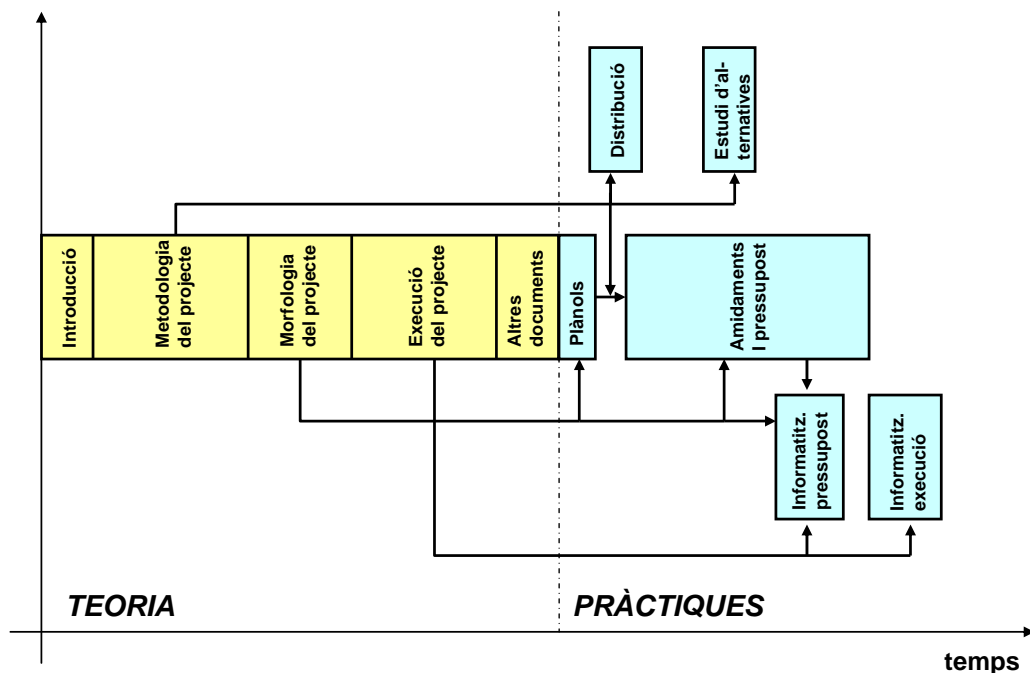 Distribució
Estudi d’al-
ternatives
Introducció
Metodologia
del projecte
Morfologia
del projecte
Execució
del projecte
Altres
documents
Plànols
Amidaments
I pressupost
Informatitz.
pressupost
Informatitz.
execució
TEORIA
PRÀCTIQUES
temps